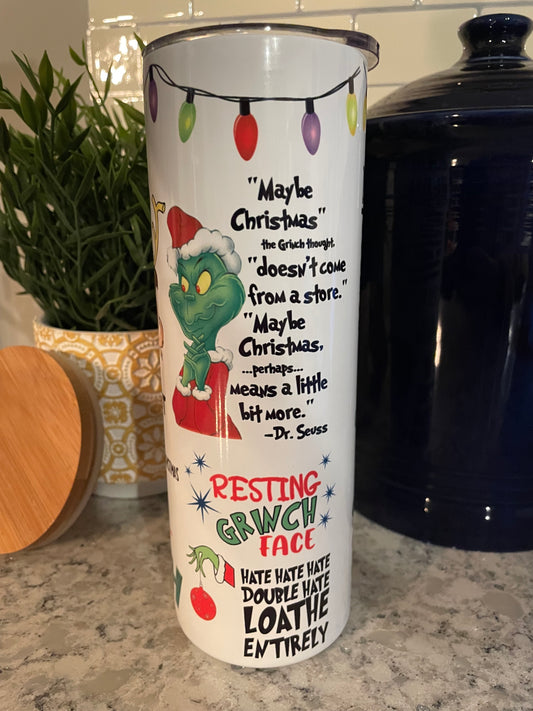 "Maybe
Christmas"
the Grinch thought,
"doesn't come
from a store."
"Maybe
Christmas,
...perhaps...
means a little
bit more."
-Dr. Seuss
RESTING
GRINCH
FACE
HATE HATE HATE
DOUBLE HATE
LOATHE
ENTIRELY